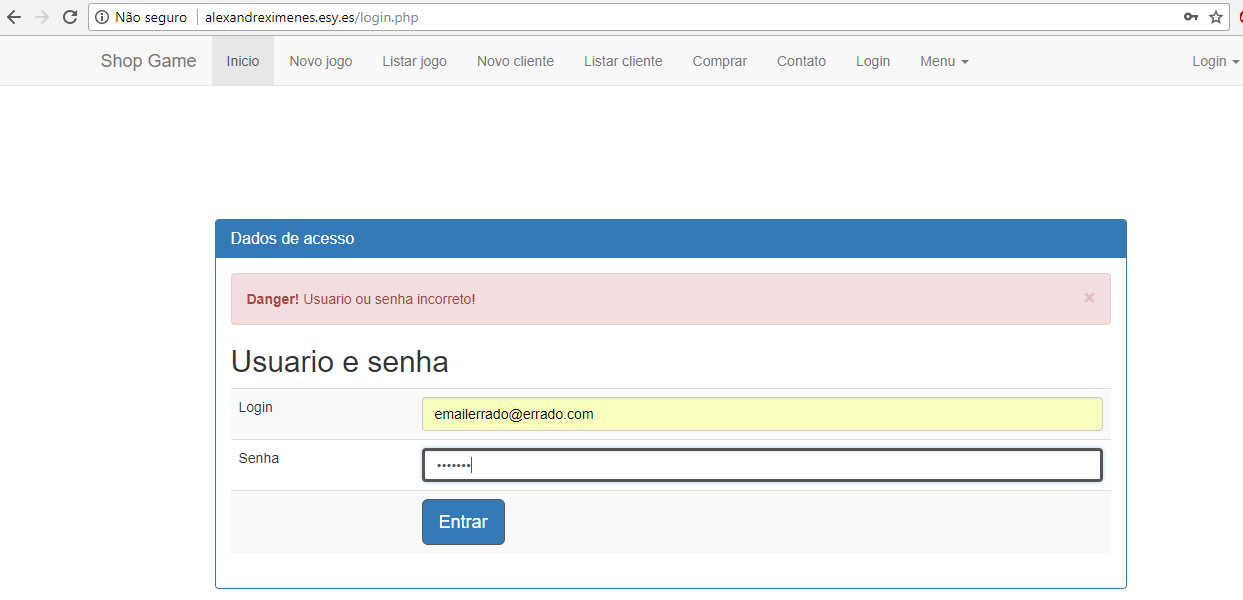 Não seguro alexandreximenes.esy.es/login.php
Shop Game Inicio Novo jogo Listar jogo Novo cliente Listar cliente Comprar Contato Login Menu Login
Dados de acesso
Danger! Usuario ou senha incorreto! ×
Usuario e senha
Login emailerrado@errado.com
Senha •••••••
Entrar